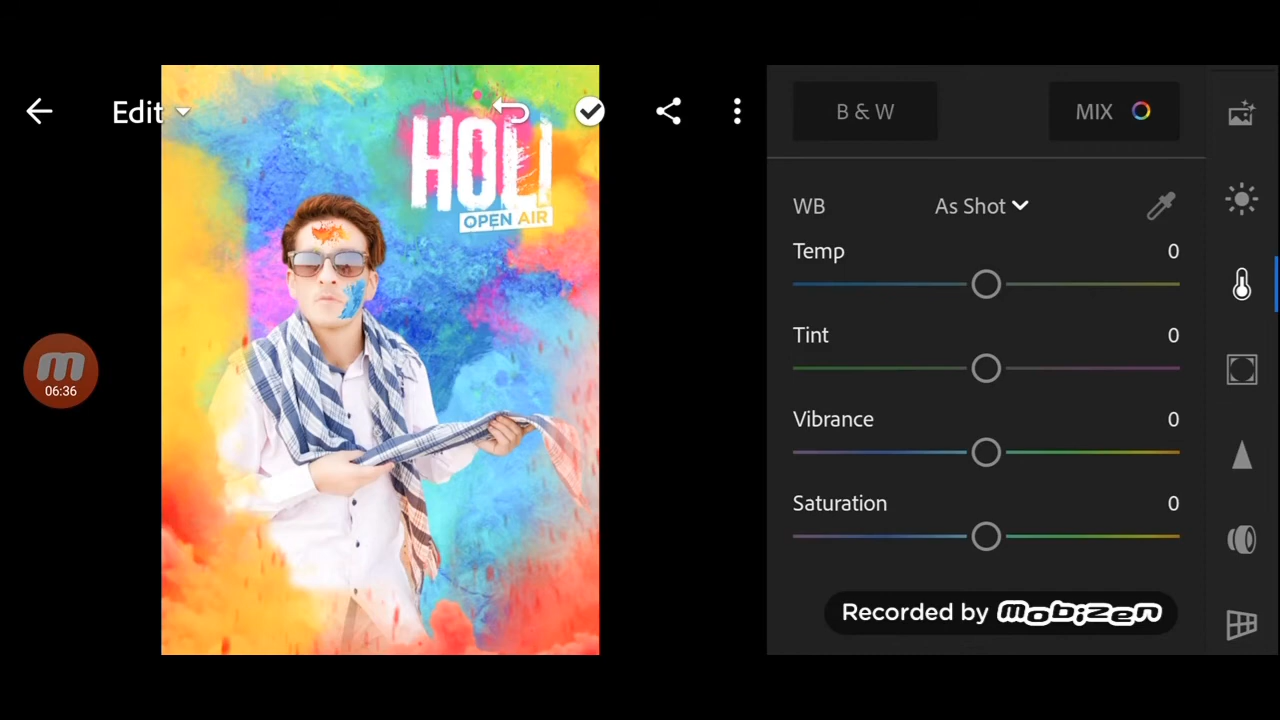 Edit
HOLI
OPEN AIR
06:36
B & W
MIX
WB
As Shot
Temp
0
Tint
0
Vibrance
0
Saturation
0
Recorded by mobizen